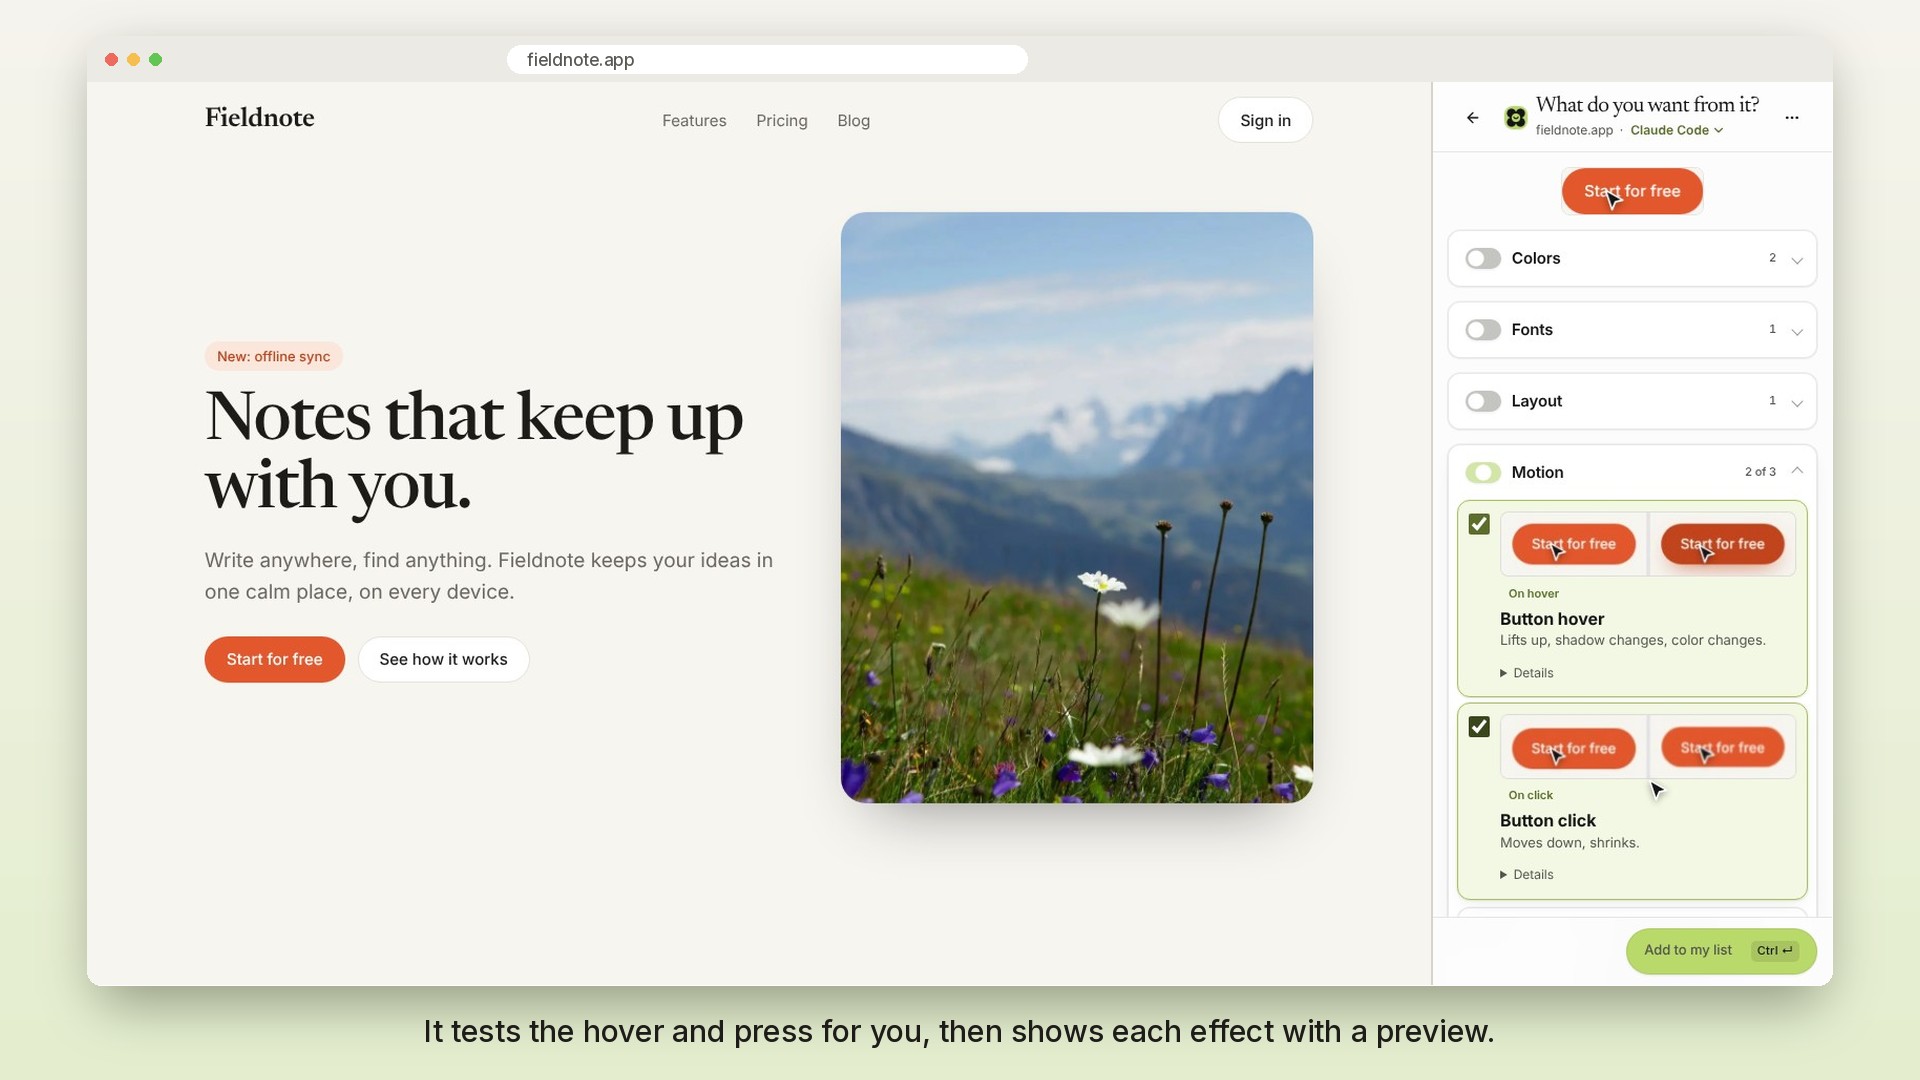 fieldnote.app
Fieldnote
Features
Pricing
Blog
Sign in
New: offline sync
Notes that keep up
with you.
Write anywhere, find anything. Fieldnote keeps your ideas in
one calm place, on every device.
Start for free
See how it works
What do you want from it?
fieldnote.app · Claude Code
Start for free
Colors
2
Fonts
1
Layout
1
Motion
2 of 3
Start for free
Start for free
On hover
Button hover
Lifts up, shadow changes, color changes.
Details
Start for free
Start for free
On click
Button click
Moves down, shrinks.
Details
Add to my list
Ctrl ↵
It tests the hover and press for you, then shows each effect with a preview.